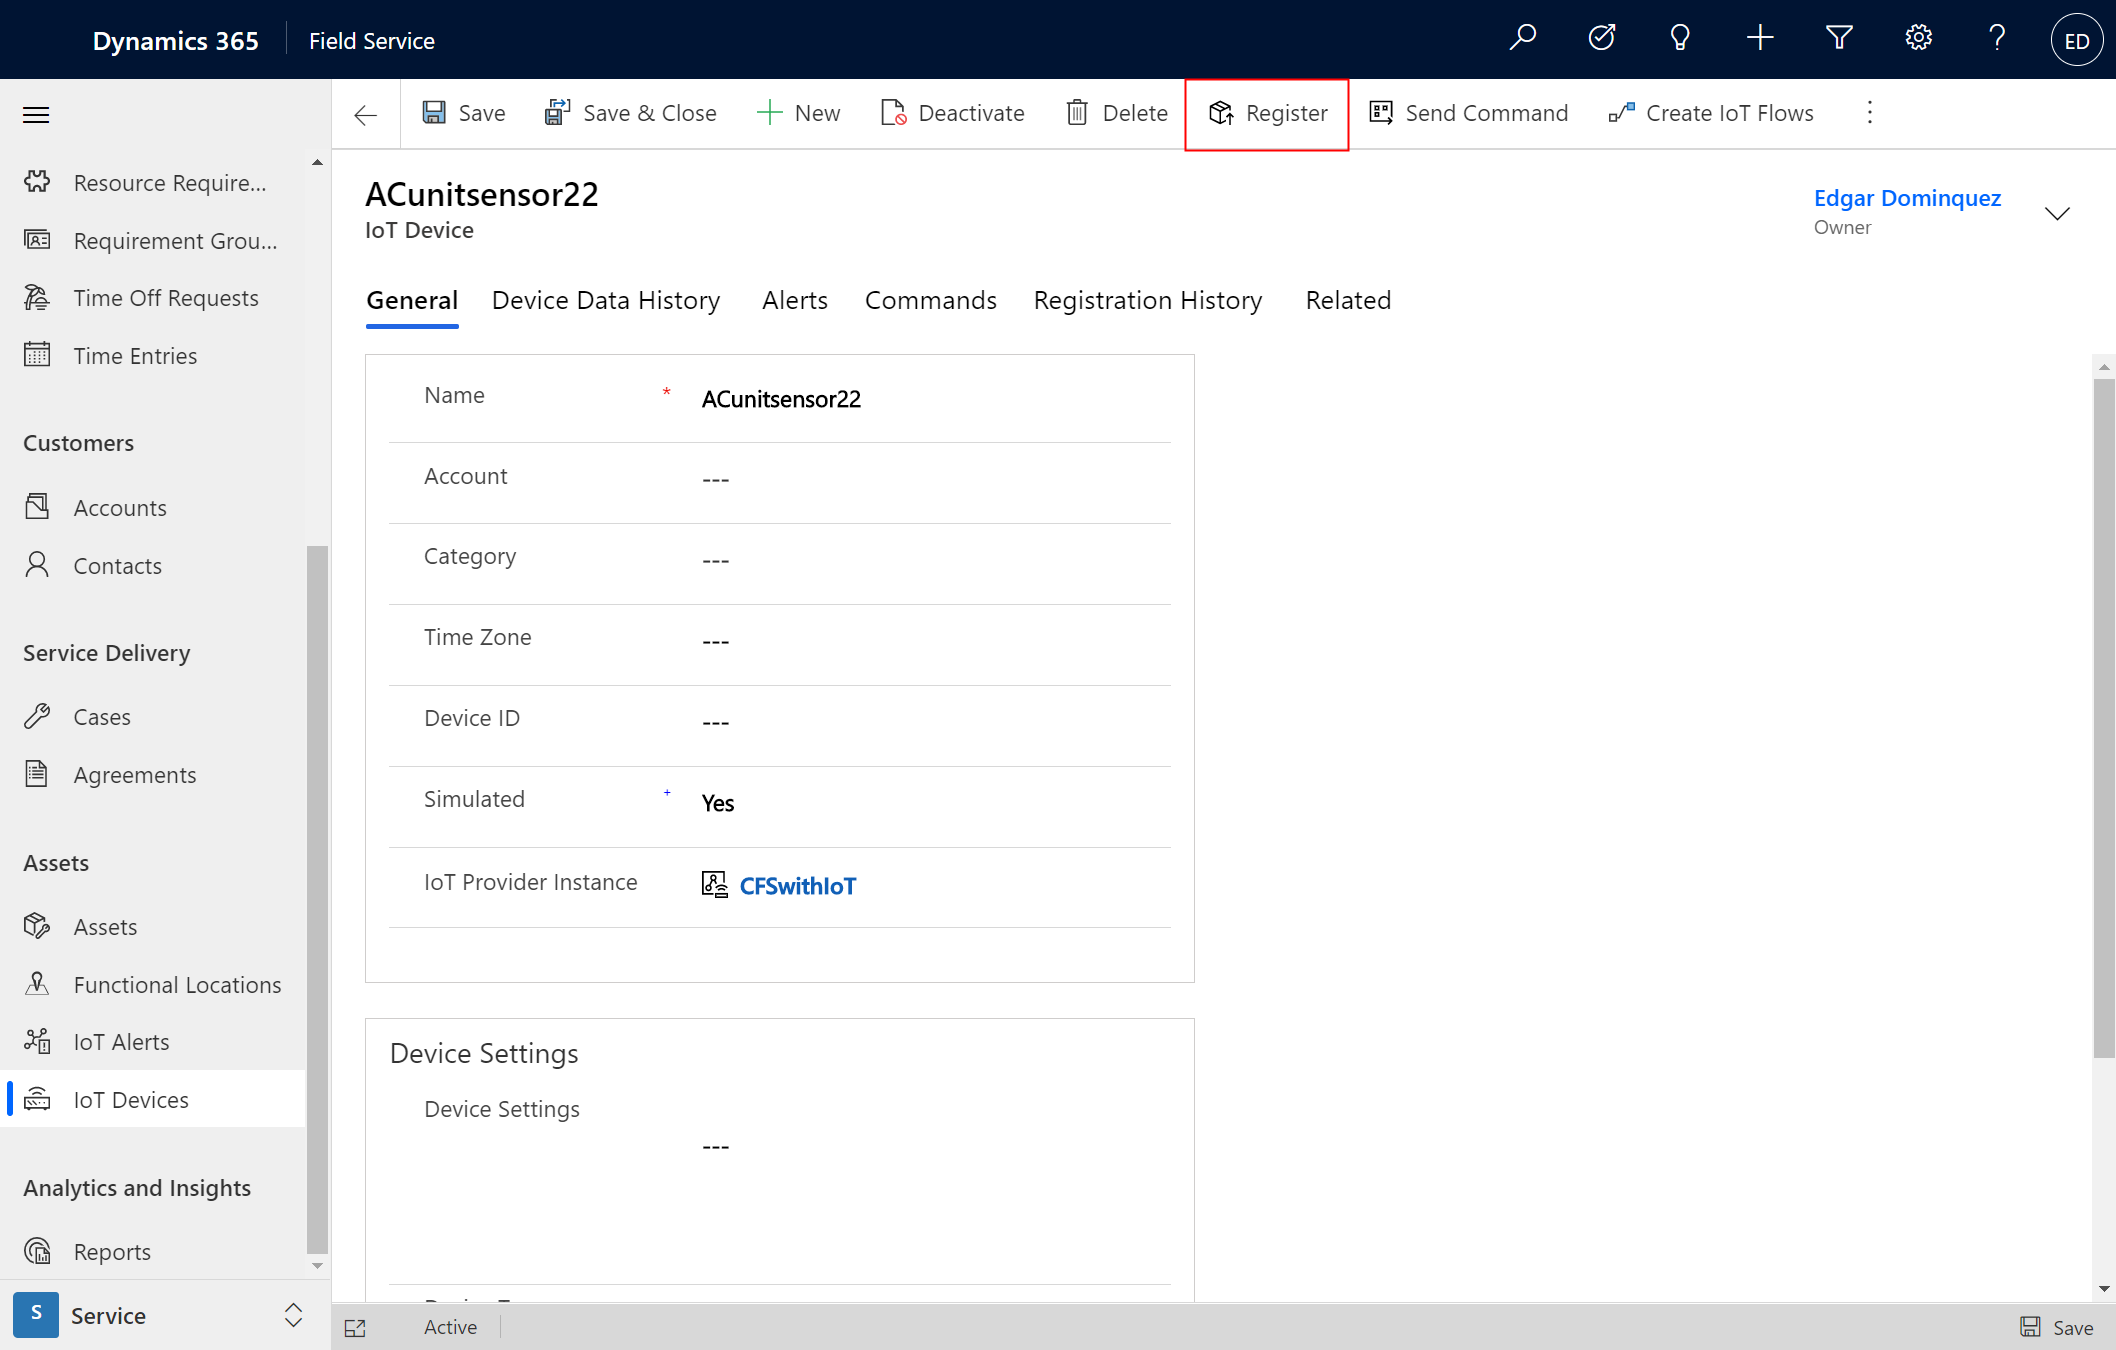 Dynamics 365 Field Service ED
Save Save & Close New Deactivate Delete Register Send Command Create IoT Flows
Resource Require...
Requirement Grou...
Time Off Requests
Time Entries
Customers
Accounts
Contacts
Service Delivery
Cases
Agreements
Assets
Assets
Functional Locations
IoT Alerts
IoT Devices
Analytics and Insights
Reports
S Service
ACunitsensor22
IoT Device
Edgar Dominquez
Owner
General Device Data History Alerts Commands Registration History Related
Name * ACunitsensor22
Account ---
Category ---
Time Zone ---
Device ID ---
Simulated + Yes
IoT Provider Instance CFSwithIoT
Device Settings
Device Settings
---
Active Save